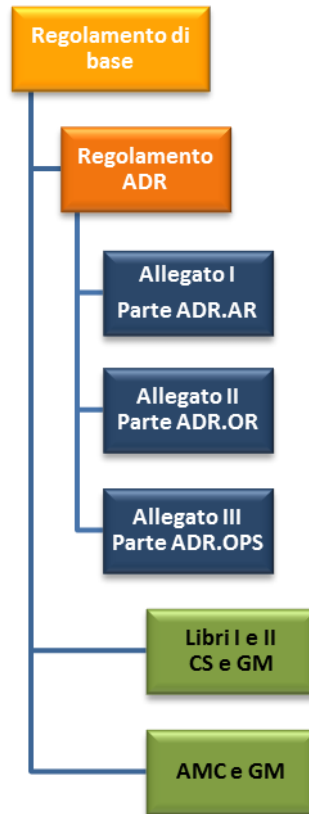 Regolamento di
base
Regolamento
ADR
Allegato I
Parte ADR.AR
Allegato II
Parte ADR.OR
Allegato III
Parte ADR.OPS
Libri I e II
CS e GM
AMC e GM